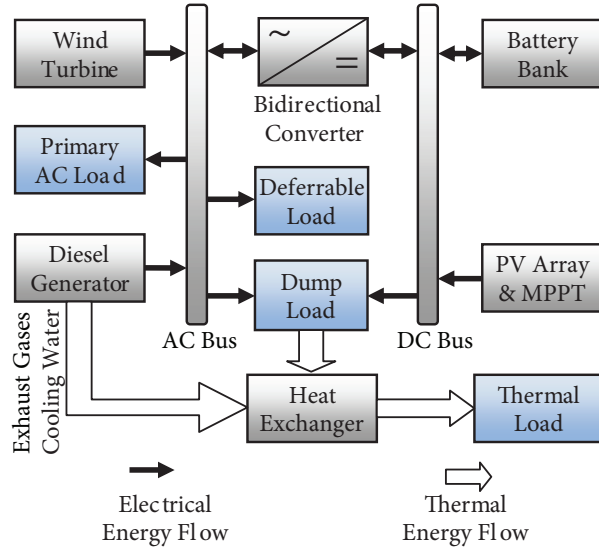 Wind
Turbine
~
=
Bidirectional
Converter
Battery
Bank
Primary
AC Load
Deferrable
Load
Diesel
Generator
Dump
Load
PV Array
& MPPT
AC Bus
DC Bus
Exhaust Gases
Cooling Water
Heat
Exchanger
Thermal
Load
Electrical
Energy Flow
Thermal
Energy Flow